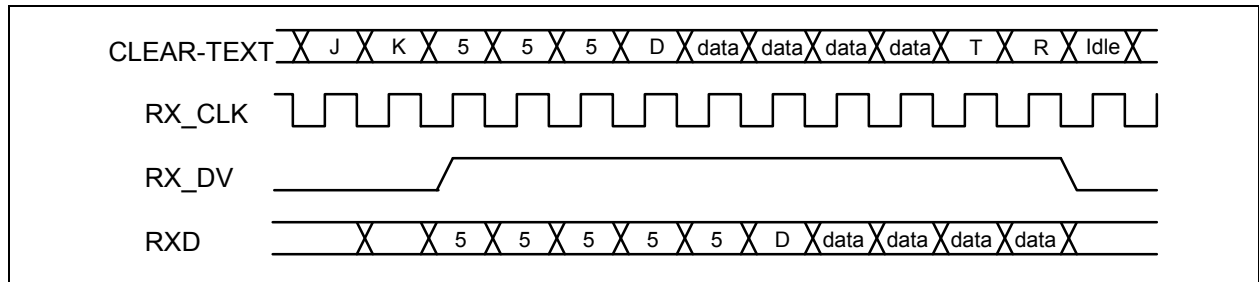 CLEAR-TEXT J K 5 5 5 D data data data data T R Idle
RX_CLK
RX_DV
RXD 5 5 5 5 5 D data data data data